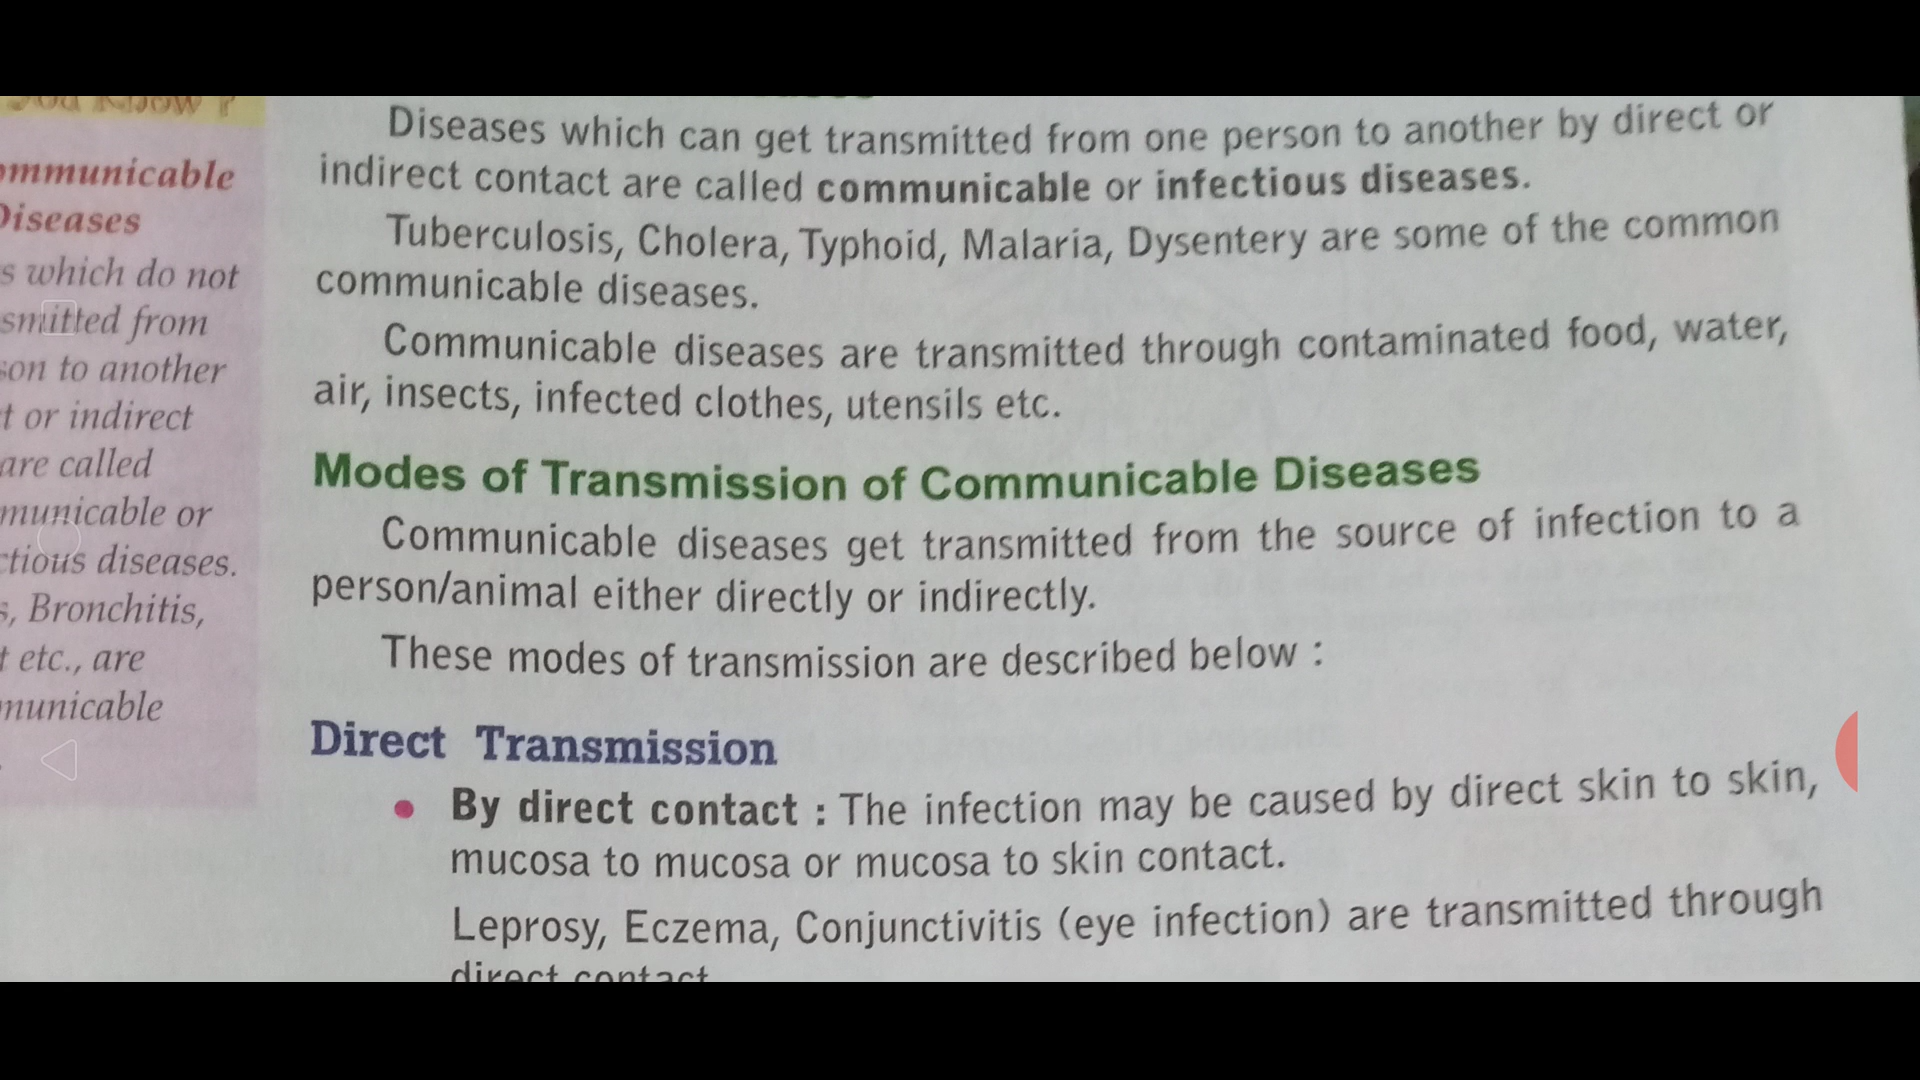 You Know ?
ommunicable
Diseases
s which do not
smitted from
son to another
t or indirect
are called
municable or
ctious diseases.
s, Bronchitis,
t etc., are
municable
Diseases which can get transmitted from one person to another by direct or
indirect contact are called communicable or infectious diseases.
Tuberculosis, Cholera, Typhoid, Malaria, Dysentery are some of the common
communicable diseases.
Communicable diseases are transmitted through contaminated food, water,
air, insects, infected clothes, utensils etc.
Modes of Transmission of Communicable Diseases
Communicable diseases get transmitted from the source of infection to a
person/animal either directly or indirectly.
These modes of transmission are described below :
Direct Transmission
• By direct contact : The infection may be caused by direct skin to skin,
mucosa to mucosa or mucosa to skin contact.
Leprosy, Eczema, Conjunctivitis (eye infection) are transmitted through
direct contact